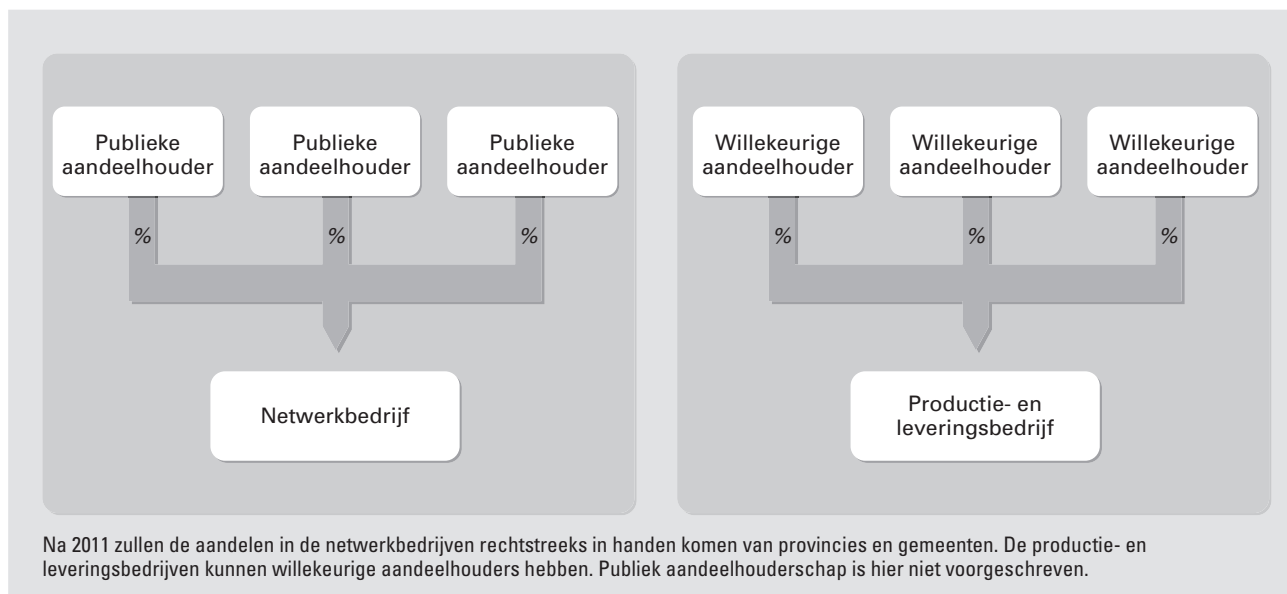 Publieke
aandeelhouder
Publieke
aandeelhouder
Publieke
aandeelhouder
%
%
%
Netwerkbedrijf
Willekeurige
aandeelhouder
Willekeurige
aandeelhouder
Willekeurige
aandeelhouder
%
%
%
Productie- en
leveringsbedrijf
Na 2011 zullen de aandelen in de netwerkbedrijven rechtstreeks in handen komen van provincies en gemeenten. De productie- en
leveringsbedrijven kunnen willekeurige aandeelhouders hebben. Publiek aandeelhouderschap is hier niet voorgeschreven.